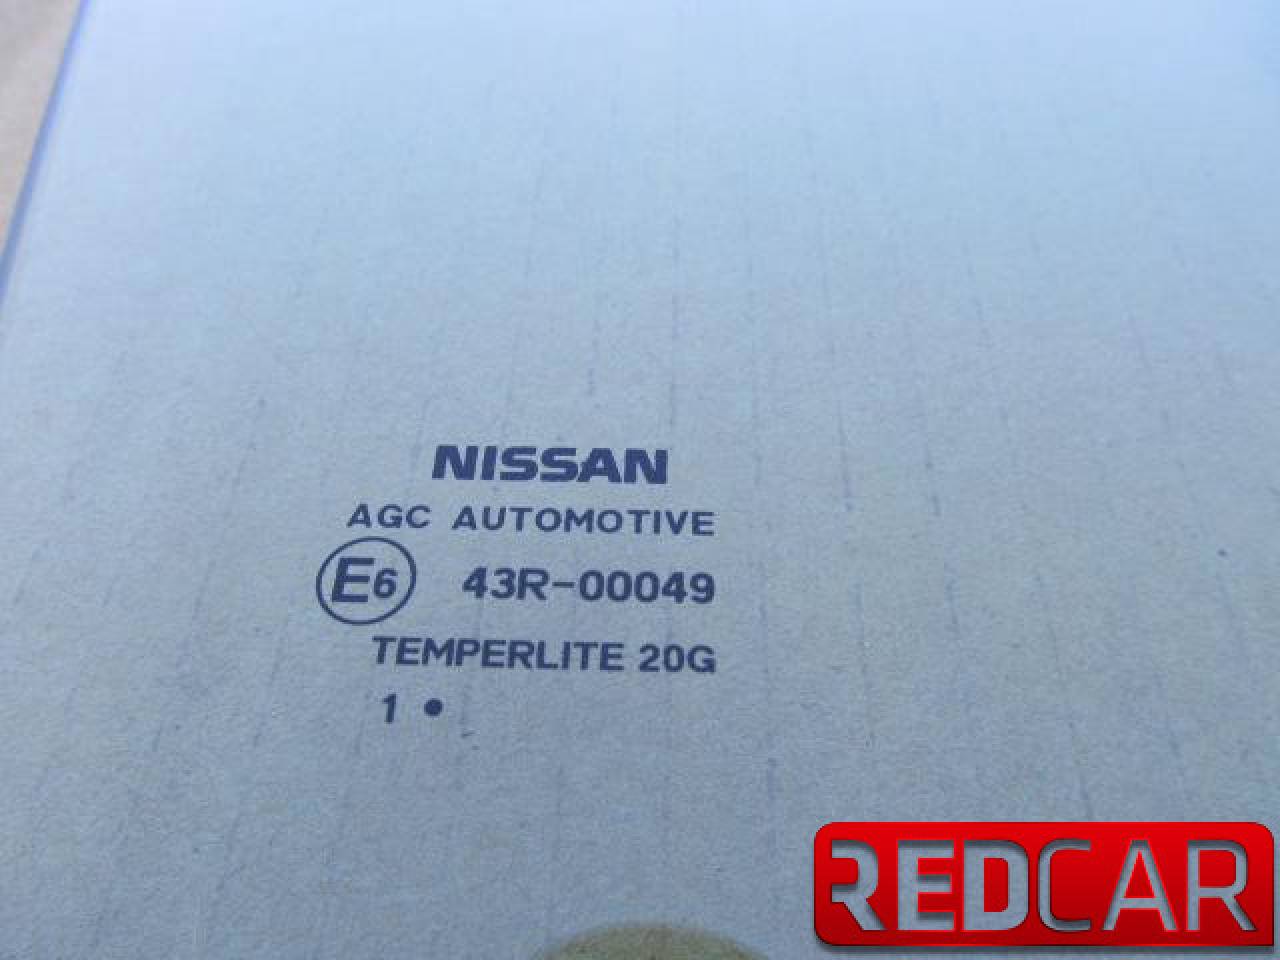 NISSAN
AGC AUTOMOTIVE
E6 43R-00049
TEMPERLITE 20G
1 •
REDCAR